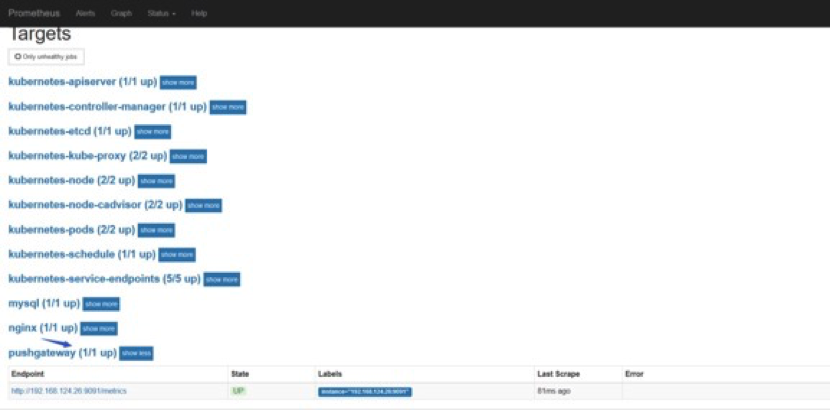 Prometheus Alerts Graph Status Help
Targets
Only unhealthy jobs
kubernetes-apiserver (1/1 up) show more
kubernetes-controller-manager (1/1 up) show more
kubernetes-etcd (1/1 up) show more
kubernetes-kube-proxy (2/2 up) show more
kubernetes-node (2/2 up) show more
kubernetes-node-cadvisor (2/2 up) show more
kubernetes-pods (2/2 up) show more
kubernetes-schedule (1/1 up) show more
kubernetes-service-endpoints (5/5 up) show more
mysql (1/1 up) show more
nginx (1/1 up) show more
pushgateway (1/1 up) show less
Endpoint State Labels Last Scrape Error
http://192.168.124.26:9091/metrics UP instance="192.168.124.26:9091" 81ms ago